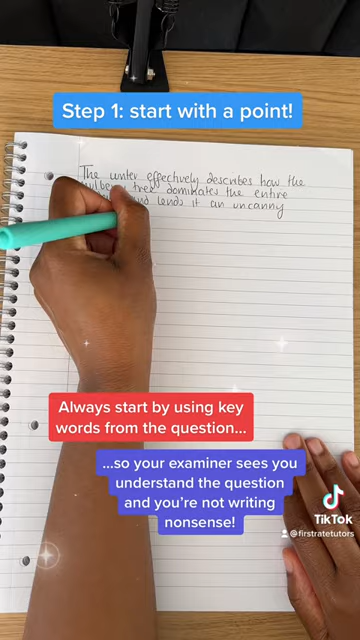 Step 1: start with a point!
The writer effectively describes how the
tree dominates the entire
and lends it an uncanny
Always start by using key
words from the question...
...so your examiner sees you
understand the question
and you're not writing
nonsense!
TikTok
@firstratetutors